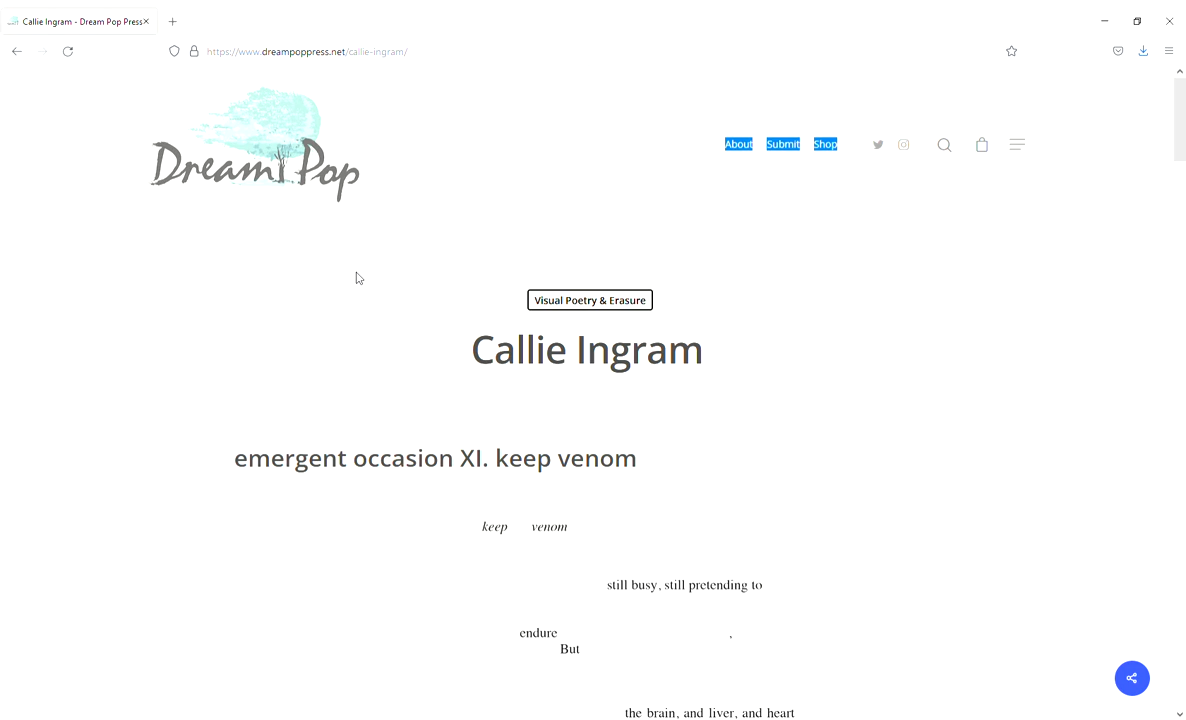 Callie Ingram - Dream Pop Press
https://www.dreampoppress.net/callie-ingram/
Dream Pop
About Submit Shop
Visual Poetry & Erasure
Callie Ingram
emergent occasion XI. keep venom
keep venom
still busy, still pretending to
endure ,
But
the brain, and liver, and heart